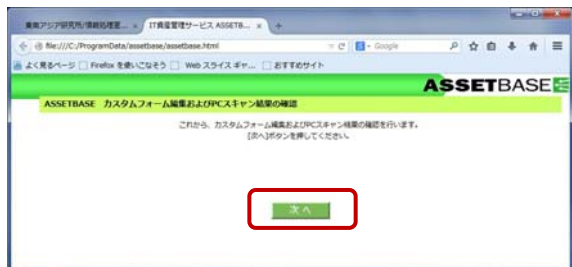 東南アジア研究所/情報処理室... × IT資産管理サービス ASSETB... × +
file:///C:/ProgramData/assetbase/assetbase.html
Google
よく見るページ Firefox を使いこなそう Web スライス ギャ... おすすめサイト
ASSETBASE
ASSETBASE カスタムフォーム編集およびPCスキャン結果の確認
これから、カスタムフォーム編集およびPCスキャン結果の確認を行います。
[次へ]ボタンを押してください。
次へ